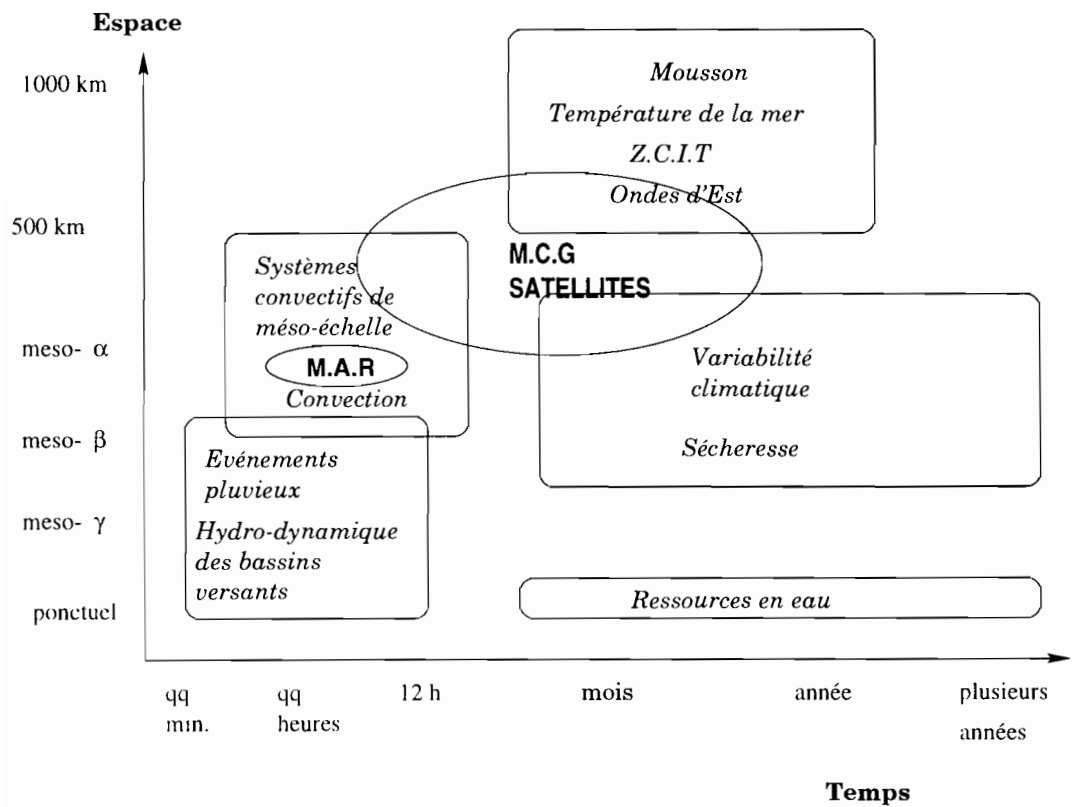 Espace
1000 km
Mousson
Température de la mer
Z.C.I.T
Ondes d'Est
500 km
M.C.G
SATELLITES
Systèmes
convectifs de
méso-échelle
meso- α
M.A.R
Convection
Variabilité
climatique
meso- β
Sécheresse
Evénements
pluvieux
meso- γ
Hydro-dynamique
des bassins
versants
ponctuel
Ressources en eau
qq
min.
qq
heures
12 h
mois
année
plusieurs
années
Temps